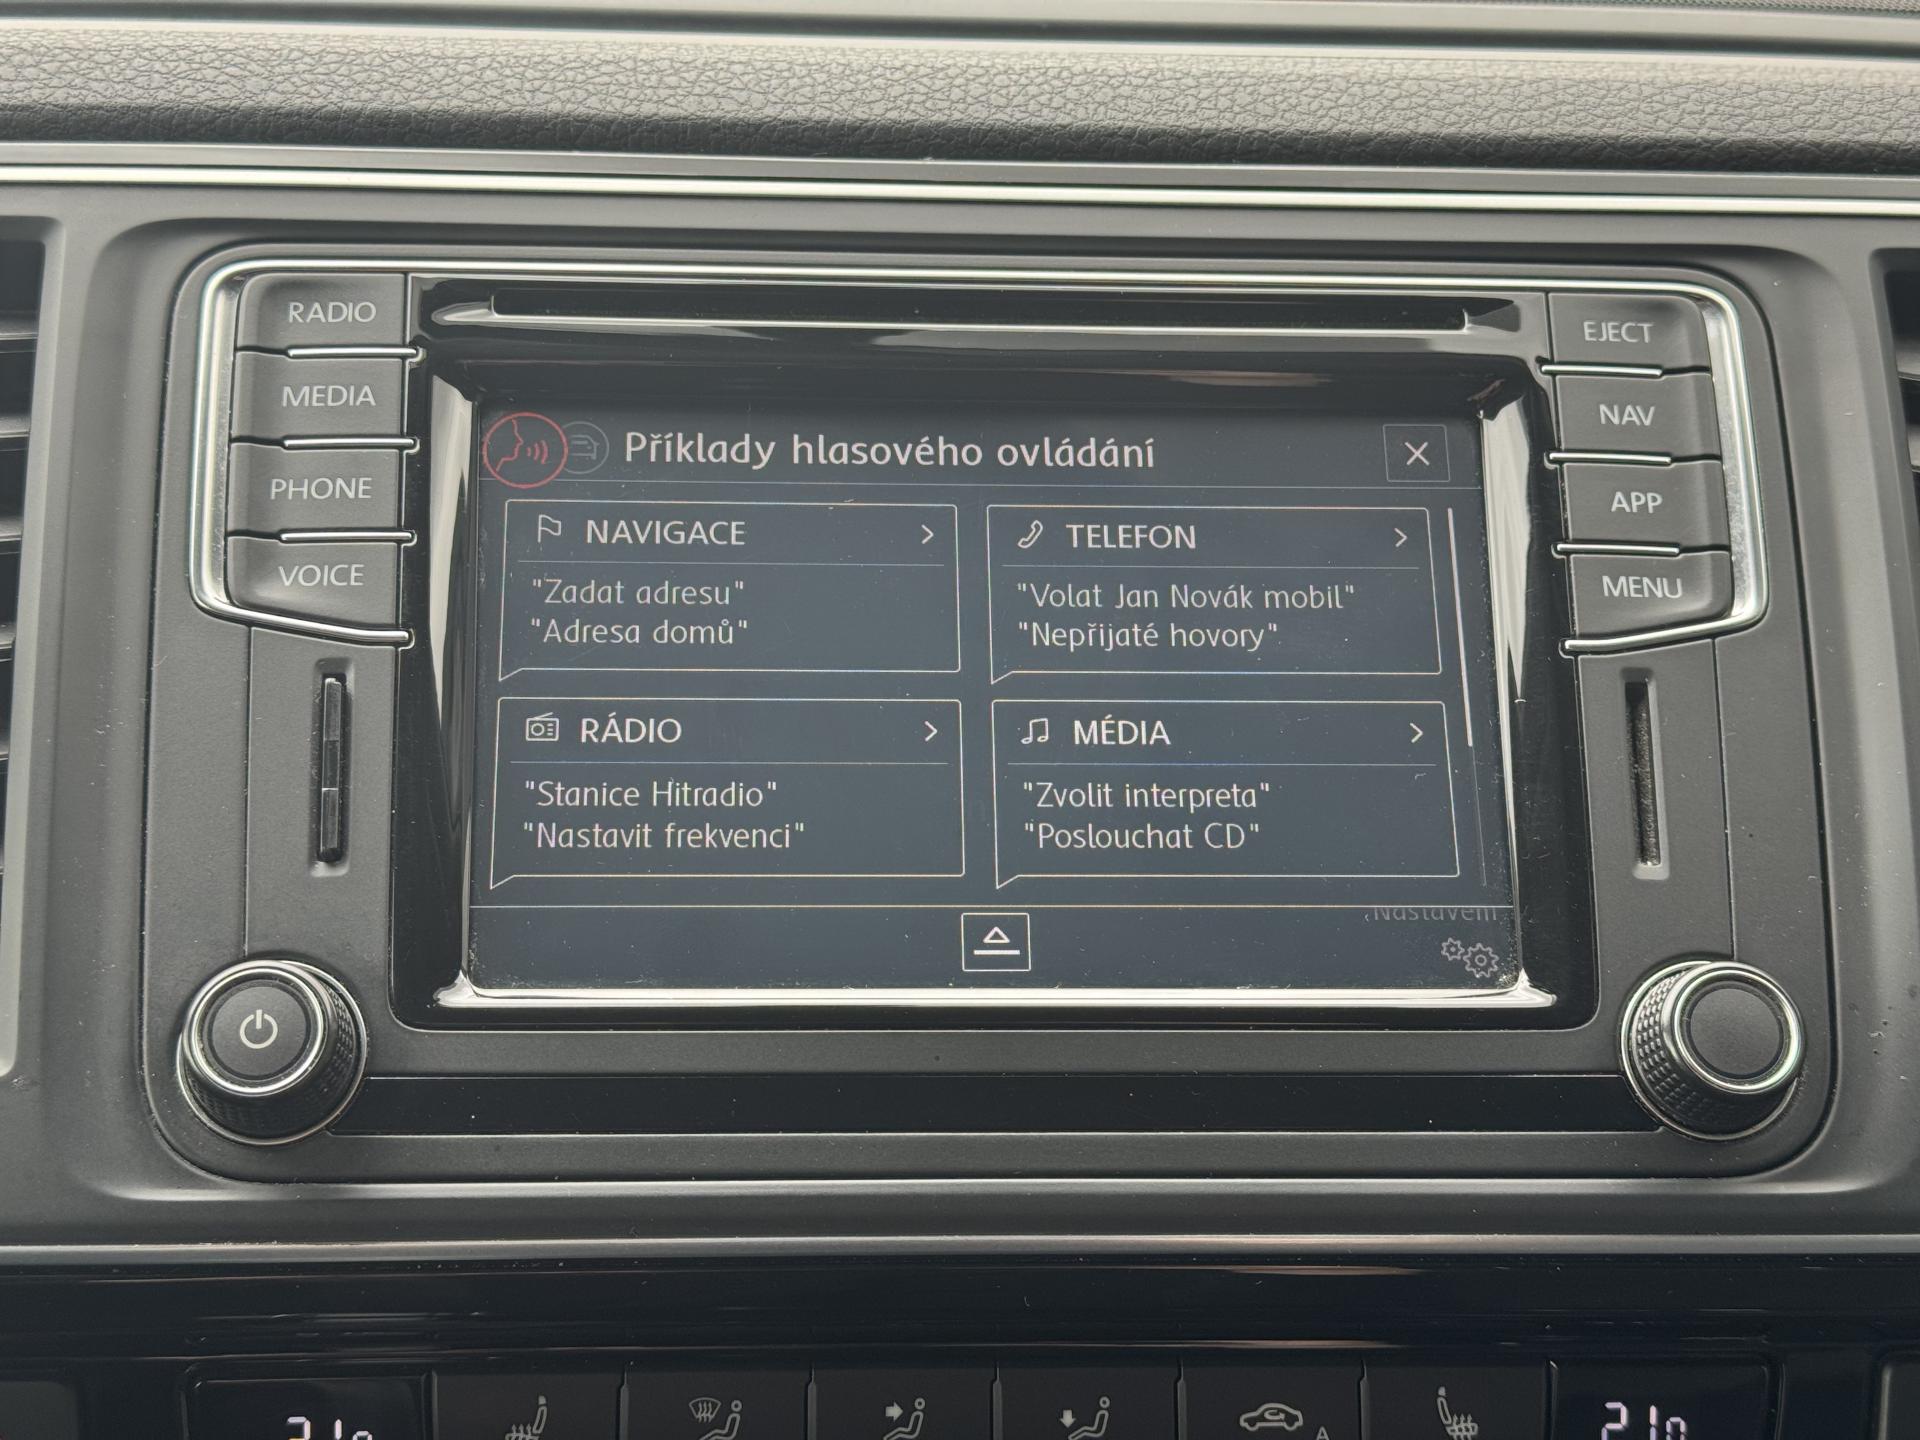 RADIO
MEDIA
PHONE
VOICE
EJECT
NAV
APP
MENU
Příklady hlasového ovládání
NAVIGACE
"Zadat adresu"
"Adresa domů"
TELEFON
"Volat Jan Novák mobil"
"Nepřijaté hovory"
RÁDIO
"Stanice Hitradio"
"Nastavit frekvenci"
MÉDIA
"Zvolit interpreta"
"Poslouchat CD"
Nastavení
A